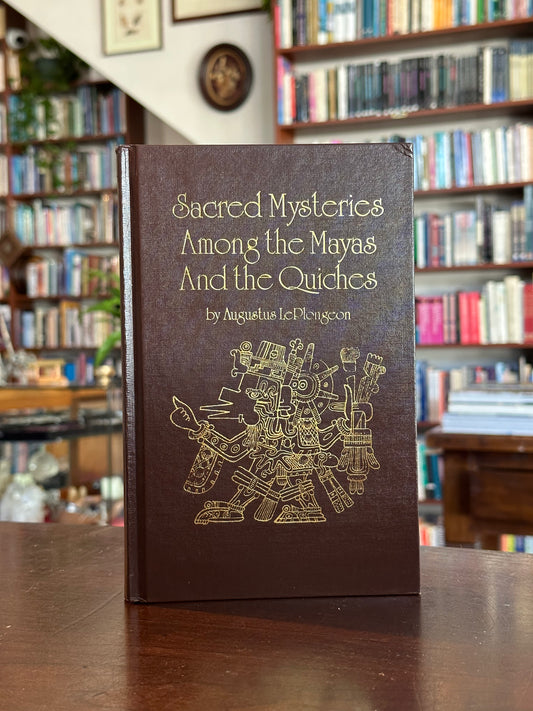 Sacred Mysteries
Among the Mayas
And the Quiches
by Augustus LePlongeon